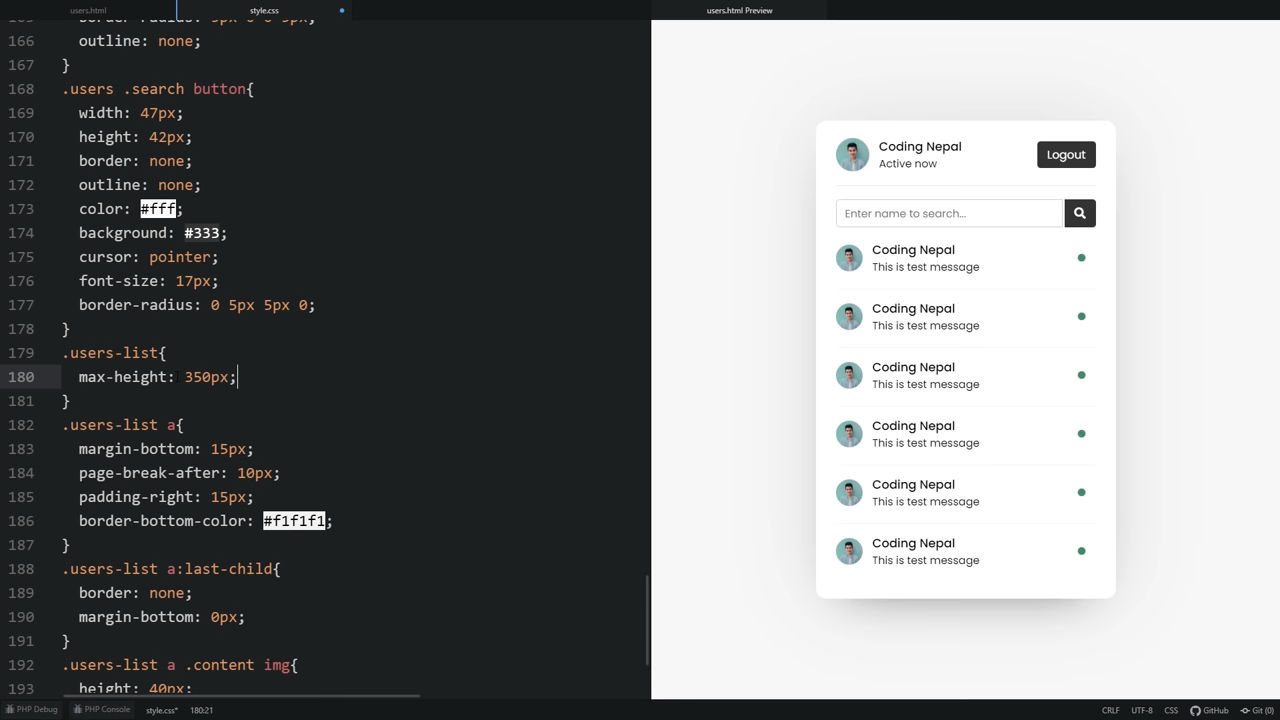 users.html
style.css
users.html Preview
165 border-radius: 5px 0 0 5px;
166 outline: none;
167 }
168 .users .search button{
169 width: 47px;
170 height: 42px;
171 border: none;
172 outline: none;
173 color: #fff;
174 background: #333;
175 cursor: pointer;
176 font-size: 17px;
177 border-radius: 0 5px 5px 0;
178 }
179 .users-list{
180 max-height: 350px;
181 }
182 .users-list a{
183 margin-bottom: 15px;
184 page-break-after: 10px;
185 padding-right: 15px;
186 border-bottom-color: #f1f1f1;
187 }
188 .users-list a:last-child{
189 border: none;
190 margin-bottom: 0px;
191 }
192 .users-list a .content img{
193 height: 40px;
Coding Nepal
Active now
Logout
Enter name to search...
Coding Nepal
This is test message
Coding Nepal
This is test message
Coding Nepal
This is test message
Coding Nepal
This is test message
Coding Nepal
This is test message
Coding Nepal
This is test message
PHP Debug PHP Console style.css* 180:21 CRLF UTF-8 CSS GitHub Git (0)